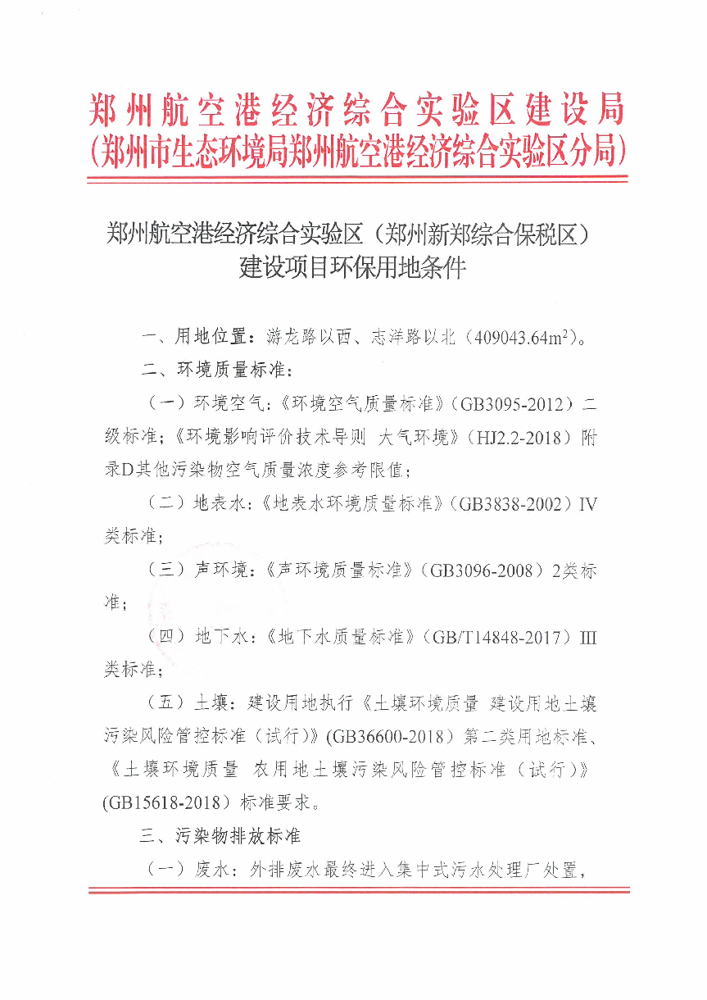 郑州航空港经济综合实验区建设局
(郑州市生态环境局郑州航空港经济综合实验区分局)
郑州航空港经济综合实验区（郑州新郑综合保税区）
建设项目环保用地条件
一、用地位置：游龙路以西、志洋路以北（409043.64m²）。
二、环境质量标准：
（一）环境空气：《环境空气质量标准》（GB3095-2012）二
级标准；《环境影响评价技术导则 大气环境》（HJ2.2-2018）附
录D其他污染物空气质量浓度参考限值；
（二）地表水：《地表水环境质量标准》（GB3838-2002）IV
类标准；
（三）声环境：《声环境质量标准》（GB3096-2008）2类标
准；
（四）地下水：《地下水质量标准》（GB/T14848-2017）III
类标准；
（五）土壤：建设用地执行《土壤环境质量 建设用地土壤
污染风险管控标准（试行）》(GB36600-2018）第二类用地标准、
《土壤环境质量 农用地土壤污染风险管控标准（试行）》
(GB15618-2018）标准要求。
三、污染物排放标准
（一）废水：外排废水最终进入集中式污水处理厂处置，